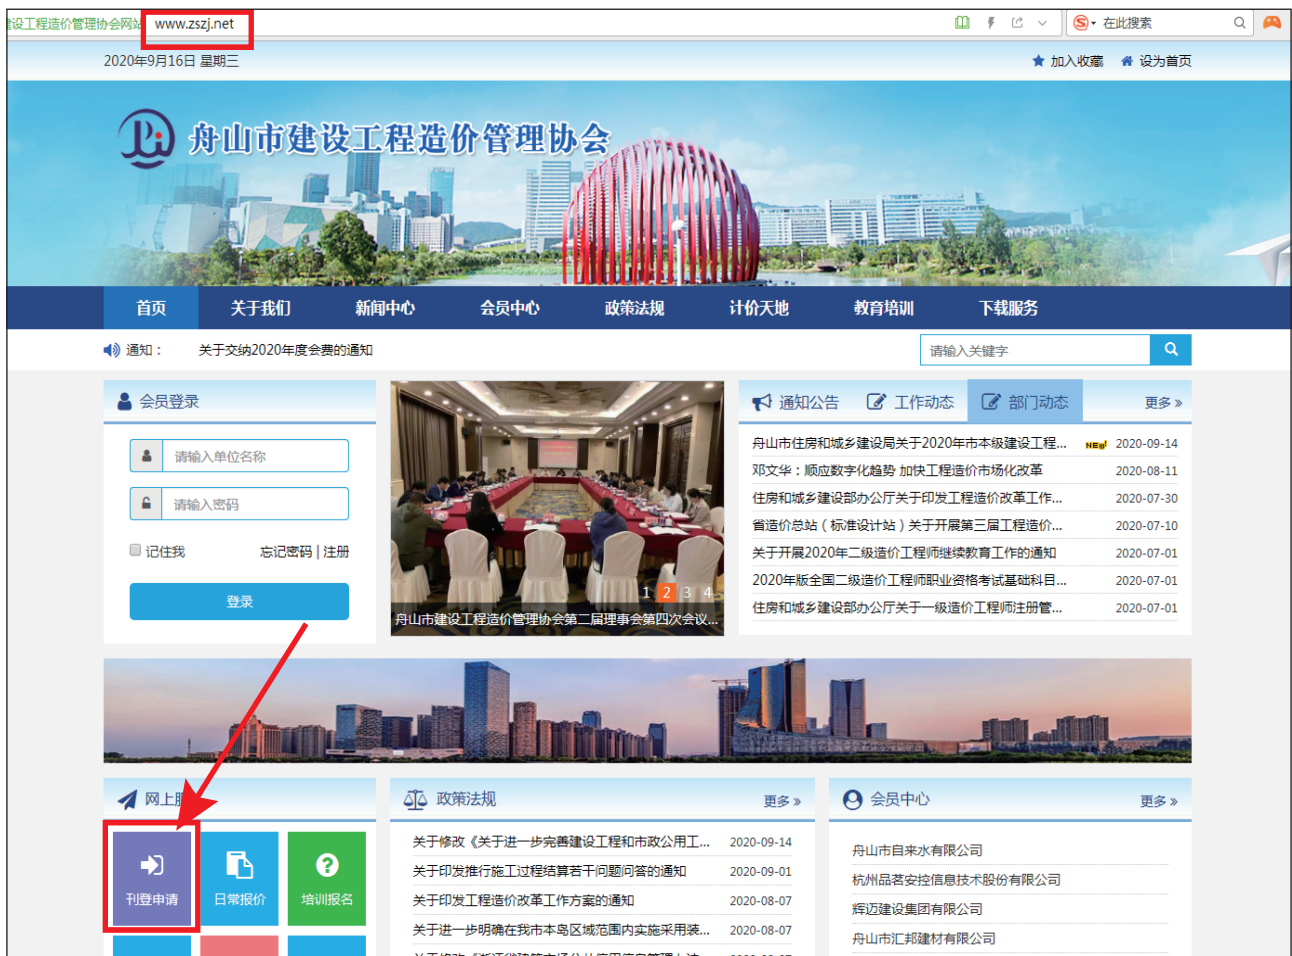 建设工程造价管理协会网站 www.zszj.net
在此搜索
2020年9月16日 星期三
加入收藏 设为首页
舟山市建设工程造价管理协会
首页 关于我们 新闻中心 会员中心 政策法规 计价天地 教育培训 下载服务
通知： 关于交纳2020年度会费的通知
请输入关键字
会员登录
请输入单位名称
请输入密码
记住我 忘记密码 | 注册
登录
1 2 3 4
舟山市建设工程造价管理协会第二届理事会第四次会议...
通知公告 工作动态 部门动态 更多»
舟山市住房和城乡建设局关于2020年市本级建设工程... NEW! 2020-09-14
邓文华：顺应数字化趋势 加快工程造价市场化改革 2020-08-11
住房和城乡建设部办公厅关于印发工程造价改革工作... 2020-07-30
省造价总站（标准设计站）关于开展第三届工程造价... 2020-07-10
关于开展2020年二级造价工程师继续教育工作的通知 2020-07-01
2020年版全国二级造价工程师职业资格考试基础科目... 2020-07-01
住房和城乡建设部办公厅关于一级造价工程师注册管... 2020-07-01
网上
刊登申请
日常报价
培训报名
政策法规 更多»
关于修改《关于进一步完善建设工程和市政公用工... 2020-09-14
关于印发推行施工过程结算若干问题问答的通知 2020-09-01
关于印发工程造价改革工作方案的通知 2020-08-07
关于进一步明确在我市本岛区域范围内实施采用装... 2020-08-07
会员中心 更多»
舟山市自来水有限公司
杭州品茗安控信息技术股份有限公司
辉迈建设集团有限公司
舟山市汇邦建材有限公司